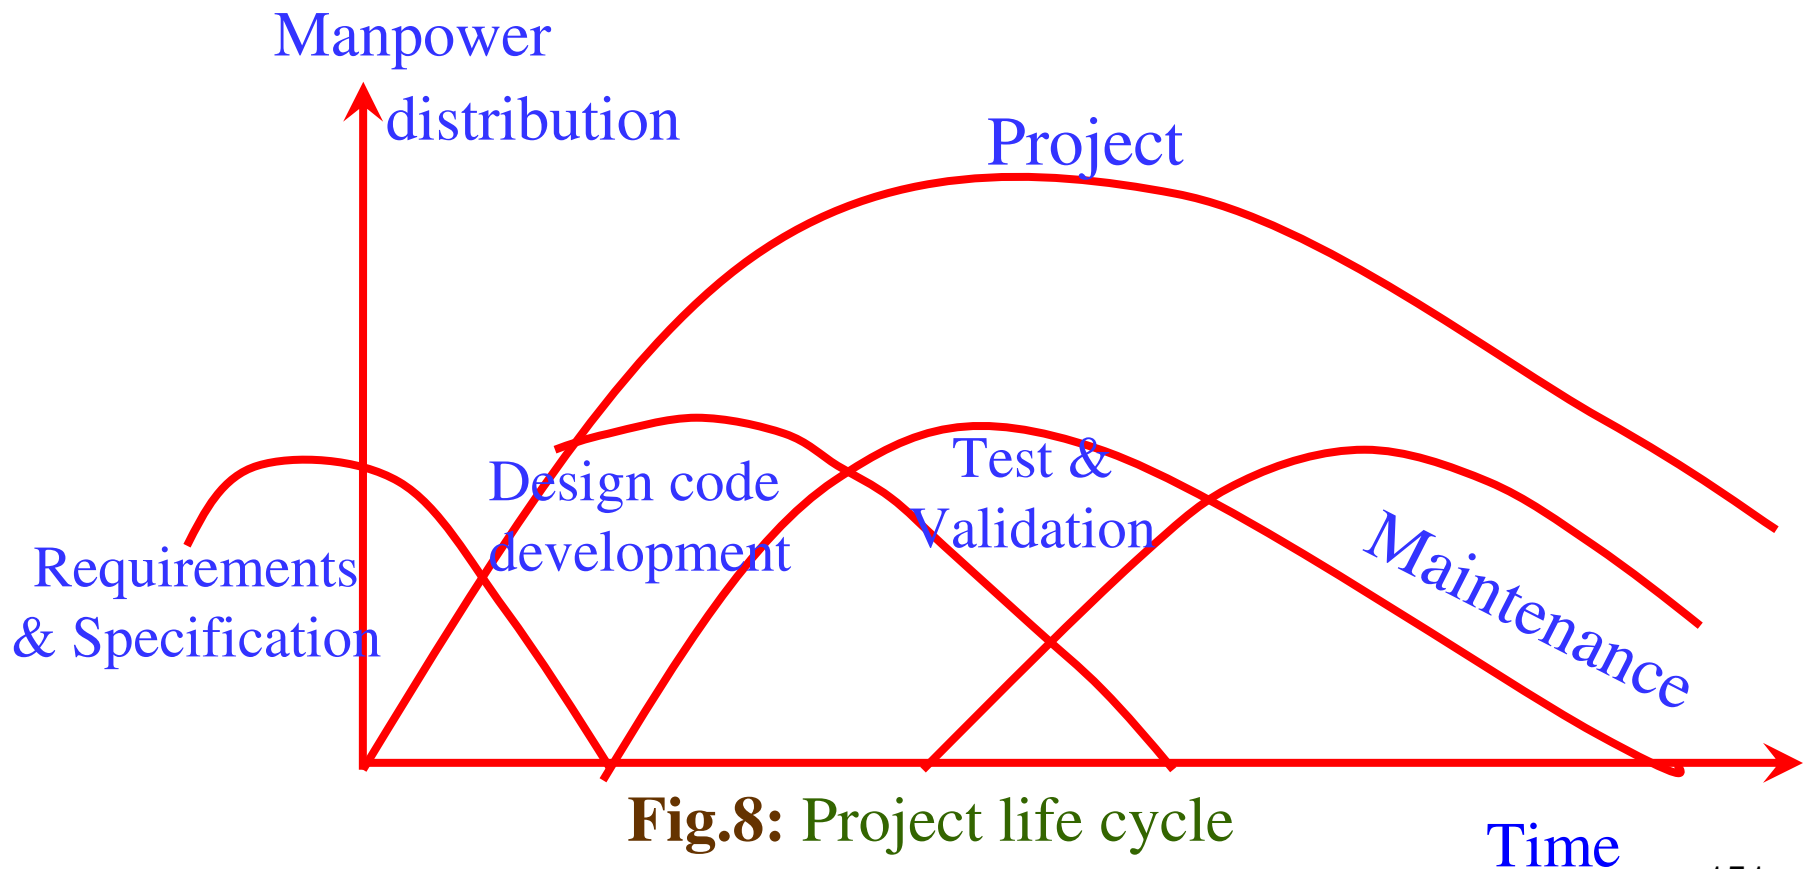 Manpower
distribution
Project
Design code
development
Test &
Validation
Requirements
& Specification
Maintenance
Fig.8: Project life cycle
Time